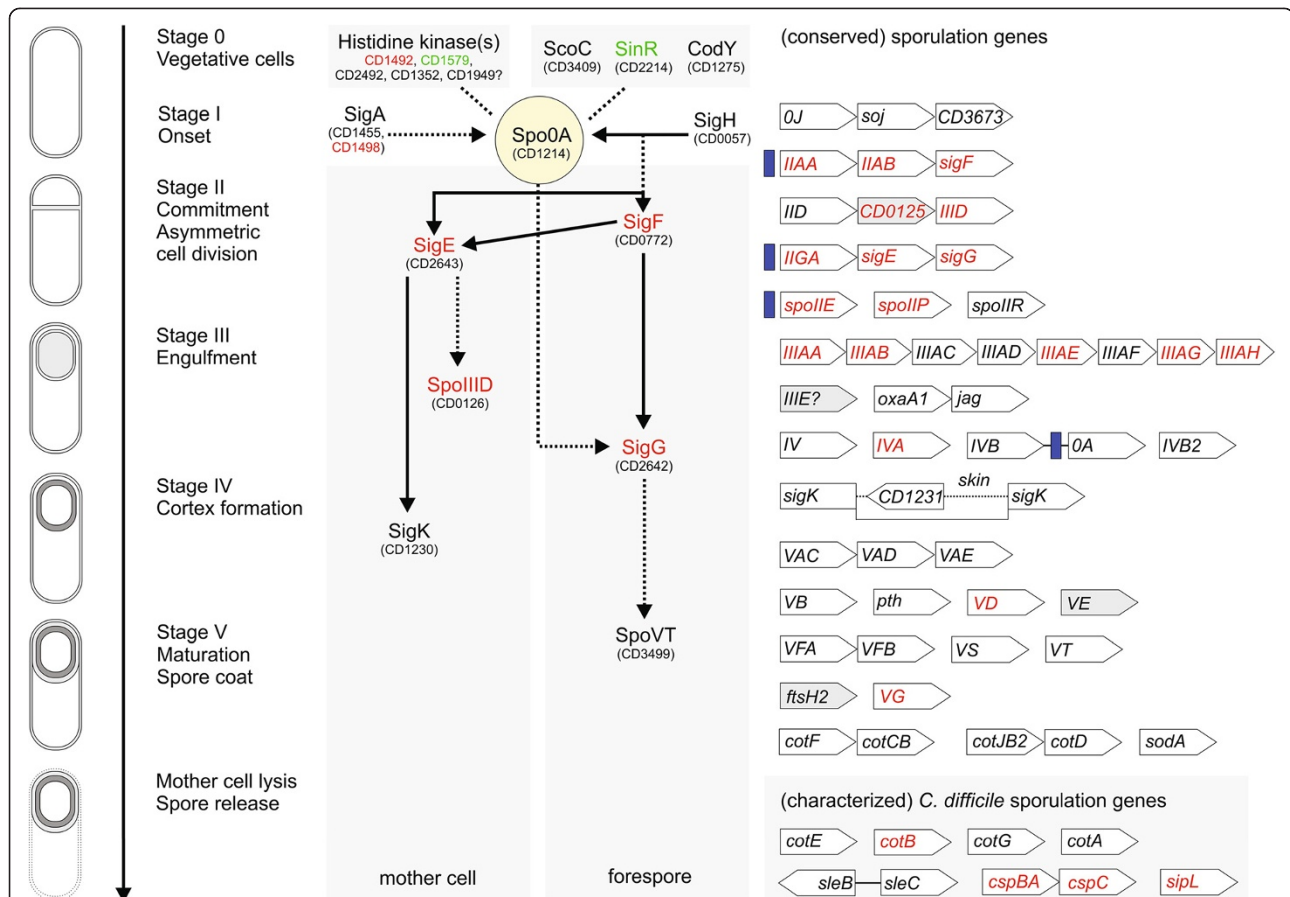 Stage 0
Vegetative cells
Stage I
Onset
Stage II
Commitment
Asymmetric
cell division
Stage III
Engulfment
Stage IV
Cortex formation
Stage V
Maturation
Spore coat
Mother cell lysis
Spore release
Histidine kinase(s)
CD1492, CD1579,
CD2492, CD1352, CD1949?
ScoC
(CD3409)
SinR
(CD2214)
CodY
(CD1275)
SigA
(CD1455,
CD1498)
Spo0A
(CD1214)
SigH
(CD0057)
SigF
(CD0772)
SigE
(CD2643)
SpoIIID
(CD0126)
SigG
(CD2642)
SigK
(CD1230)
SpoVT
(CD3499)
mother cell
forespore
(conserved) sporulation genes
0J soj CD3673
IIAA IIAB sigF
IID CD0125 IIID
IIGA sigE sigG
spoIIE spoIIP spoIIR
IIIAA IIIAB IIIAC IIIAD IIIAE IIIAF IIIAG IIIAH
IIIE? oxaA1 jag
IV IVA IVB 0A IVB2
skin
sigK CD1231 sigK
VAC VAD VAE
VB pth VD VE
VFA VFB VS VT
ftsH2 VG
cotF cotCB cotJB2 cotD sodA
(characterized) C. difficile sporulation genes
cotE cotB cotG cotA
sleB sleC cspBA cspC sipL